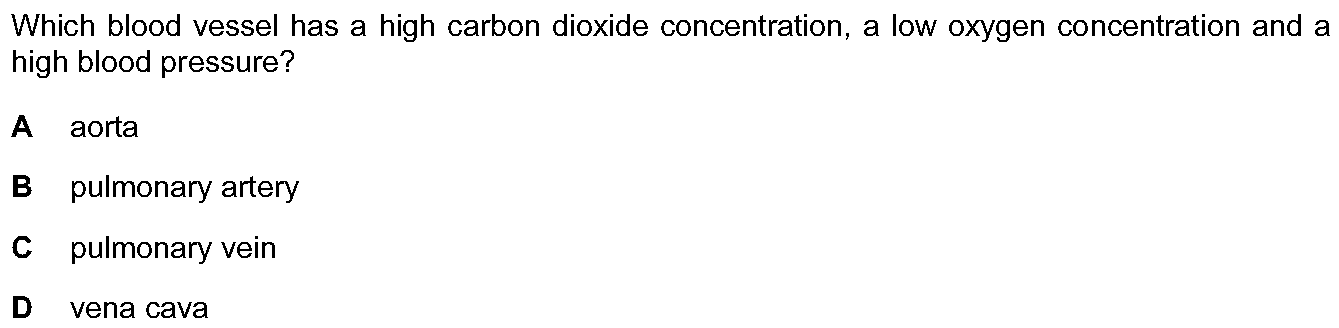 Which blood vessel has a high carbon dioxide concentration, a low oxygen concentration and a
high blood pressure?
A aorta
B pulmonary artery
C pulmonary vein
D vena cava